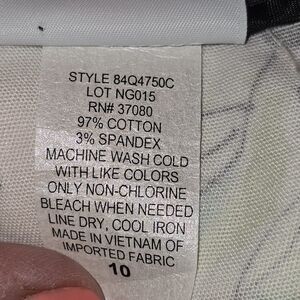 STYLE 84Q4750C
LOT NG015
RN# 37080
97% COTTON
3% SPANDEX
MACHINE WASH COLD
WITH LIKE COLORS
ONLY NON-CHLORINE
BLEACH WHEN NEEDED
LINE DRY, COOL IRON
MADE IN VIETNAM OF
IMPORTED FABRIC
10